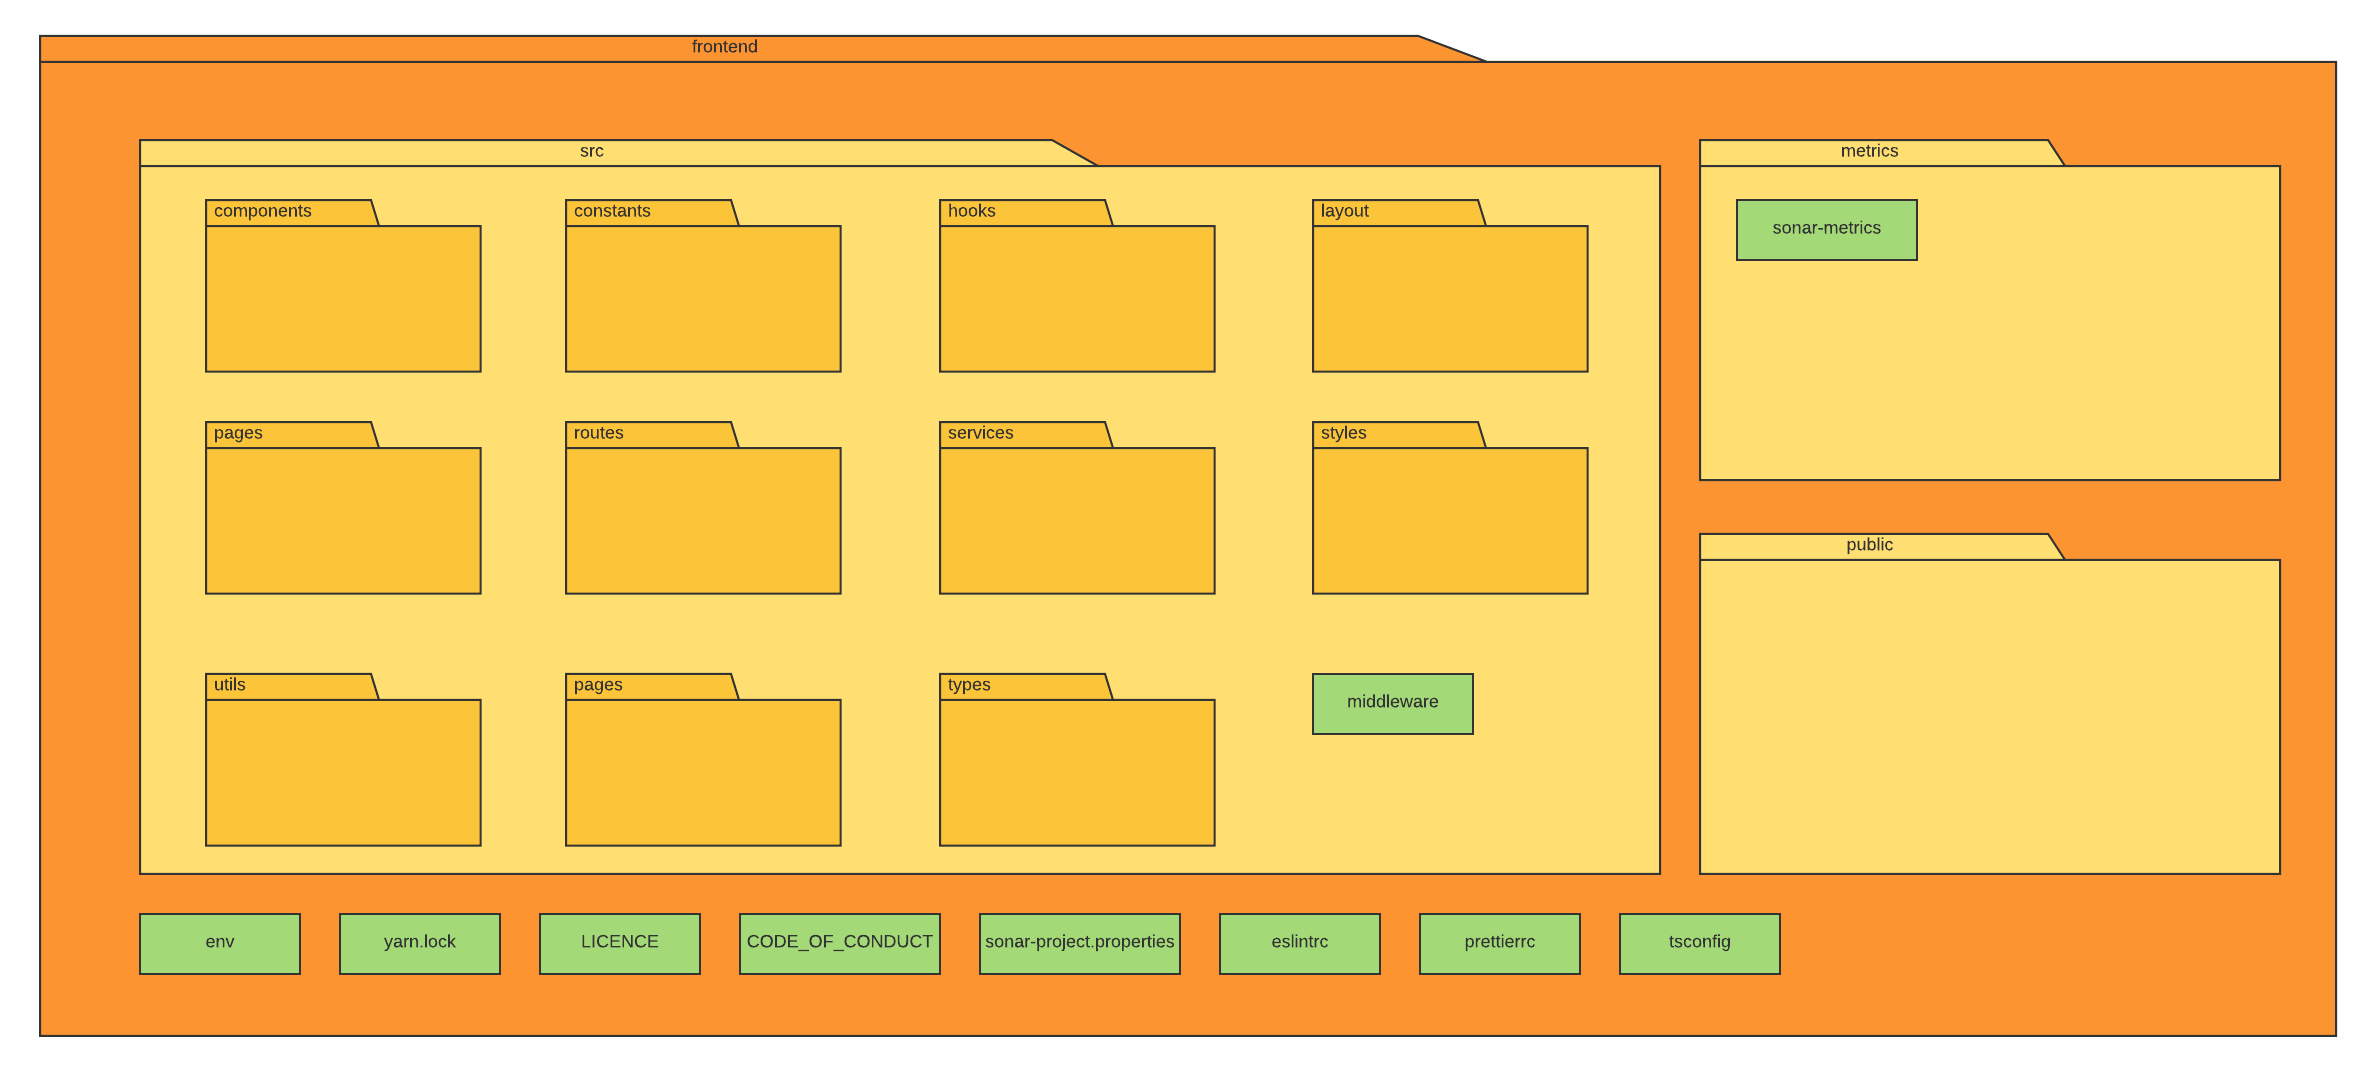 frontend
src
components
constants
hooks
layout
pages
routes
services
styles
utils
pages
types
middleware
metrics
sonar-metrics
public
env
yarn.lock
LICENCE
CODE_OF_CONDUCT
sonar-project.properties
eslintrc
prettierrc
tsconfig